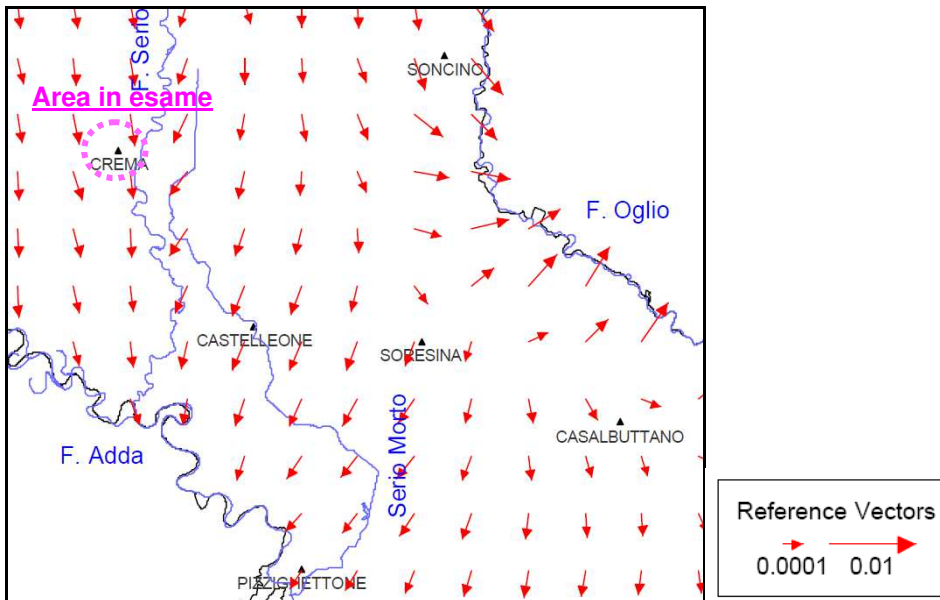 F. Serio
SONCINO
Area in esame
CREMA
F. Oglio
CASTELLEONE
SORESINA
Serio Morto
CASALBUTTANO
F. Adda
PIZZIGHETTONE
Reference Vectors
0.0001 0.01